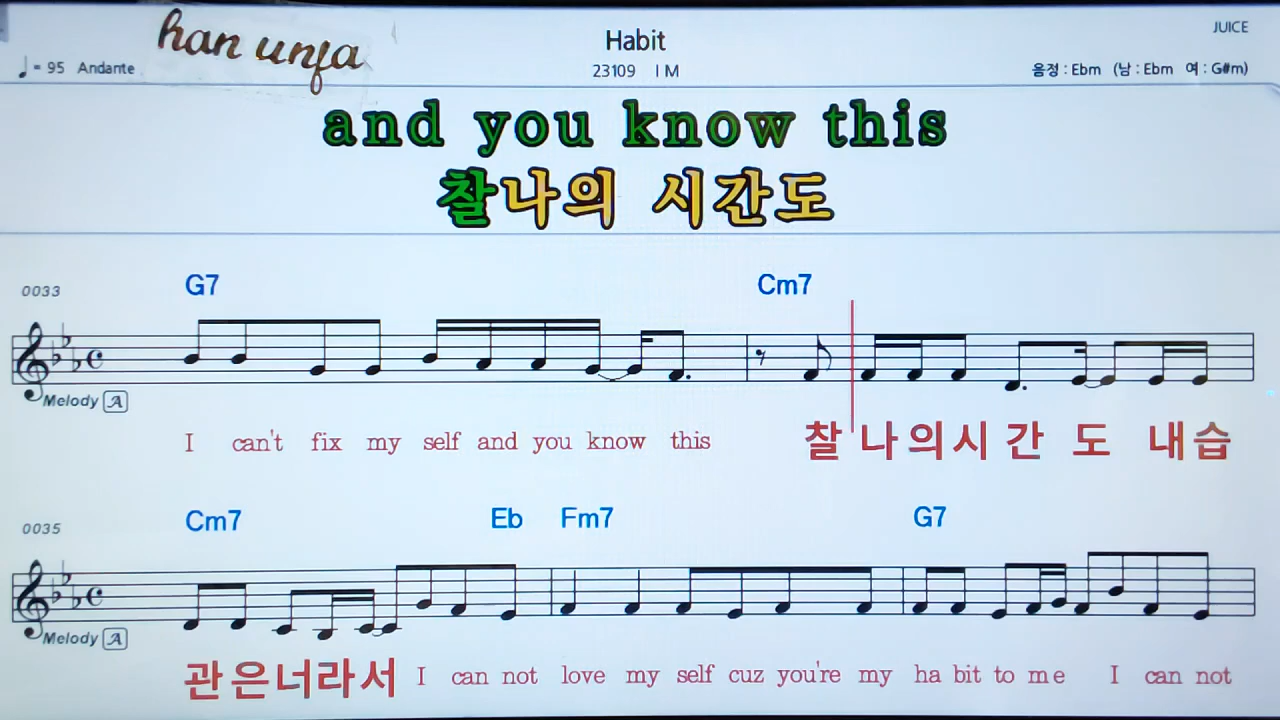 han unfa
Habit
JUICE
♩= 95 Andante
23109 I M
음정 : Ebm (남 : Ebm 여 : G#m)
and you know this
찰나의 시간도
0033
G7 Cm7
Melody A
I can't fix my self and you know this 찰 나 의 시 간 도 내 습
0035
Cm7 Eb Fm7 G7
Melody A
관 은 너 라 서 I can not love my self cuz you're my ha bit to me I can not